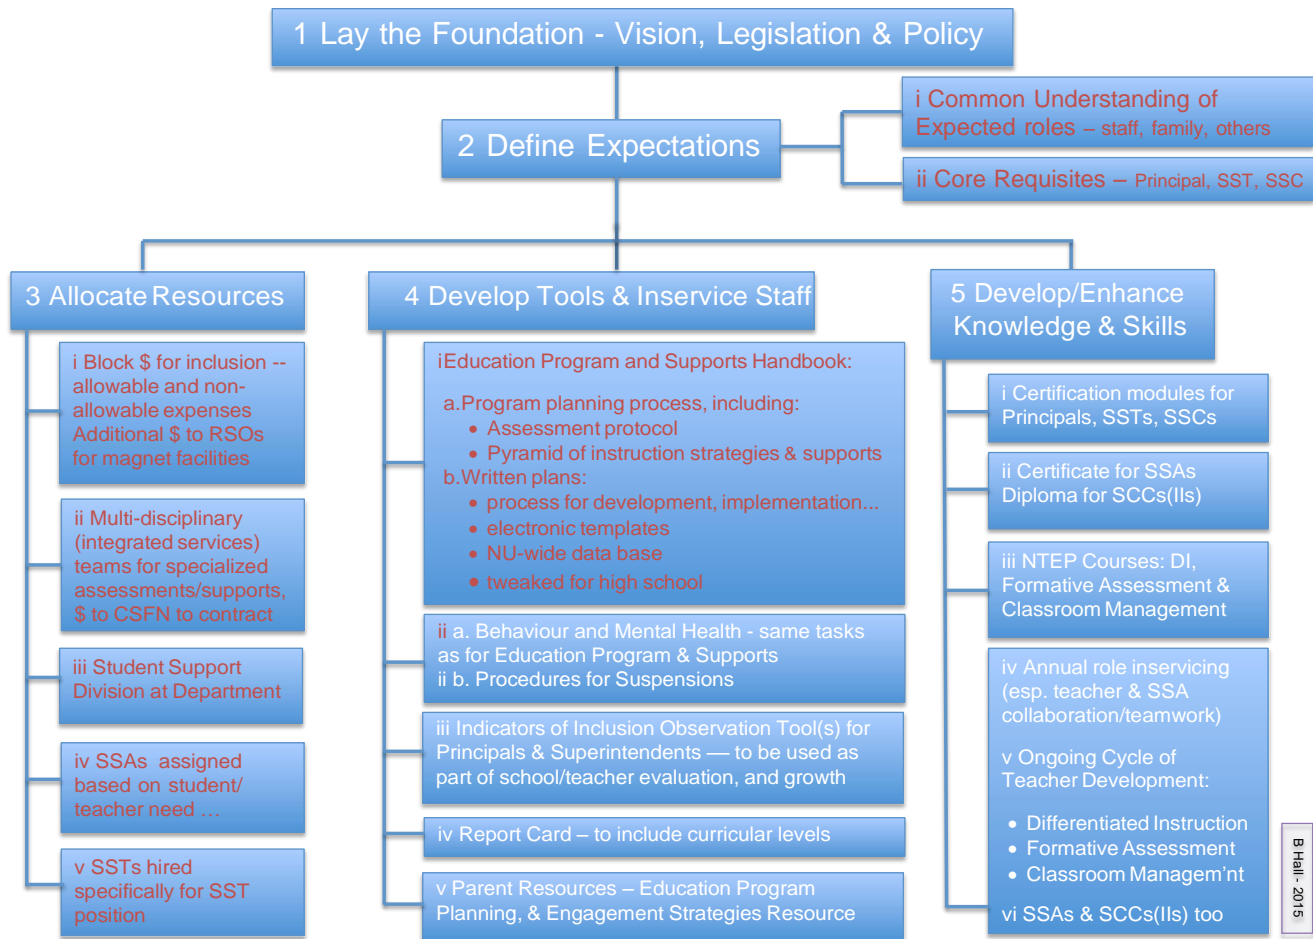 1 Lay the Foundation - Vision, Legislation & Policy
2 Define Expectations
i Common Understanding of
Expected roles – staff, family, others
ii Core Requisites – Principal, SST, SSC
3 Allocate Resources
i Block $ for inclusion --
allowable and non-
allowable expenses
Additional $ to RSOs
for magnet facilities
ii Multi-disciplinary
(integrated services)
teams for specialized
assessments/supports,
$ to CSFN to contract
iii Student Support
Division at Department
iv SSAs assigned
based on student/
teacher need …
v SSTs hired
specifically for SST
position
4 Develop Tools & Inservice Staff
iEducation Program and Supports Handbook:
a.Program planning process, including:
• Assessment protocol
• Pyramid of instruction strategies & supports
b.Written plans:
• process for development, implementation...
• electronic templates
• NU-wide data base
• tweaked for high school
ii a. Behaviour and Mental Health - same tasks
as for Education Program & Supports
ii b. Procedures for Suspensions
iii Indicators of Inclusion Observation Tool(s) for
Principals & Superintendents — to be used as
part of school/teacher evaluation, and growth
iv Report Card – to include curricular levels
v Parent Resources – Education Program
Planning, & Engagement Strategies Resource
5 Develop/Enhance
Knowledge & Skills
i Certification modules for
Principals, SSTs, SSCs
ii Certificate for SSAs
Diploma for SCCs(IIs)
iii NTEP Courses: DI,
Formative Assessment &
Classroom Management
iv Annual role inservicing
(esp. teacher & SSA
collaboration/teamwork)
v Ongoing Cycle of
Teacher Development:
• Differentiated Instruction
• Formative Assessment
• Classroom Managem'nt
vi SSAs & SCCs(IIs) too
B Hall - 2015